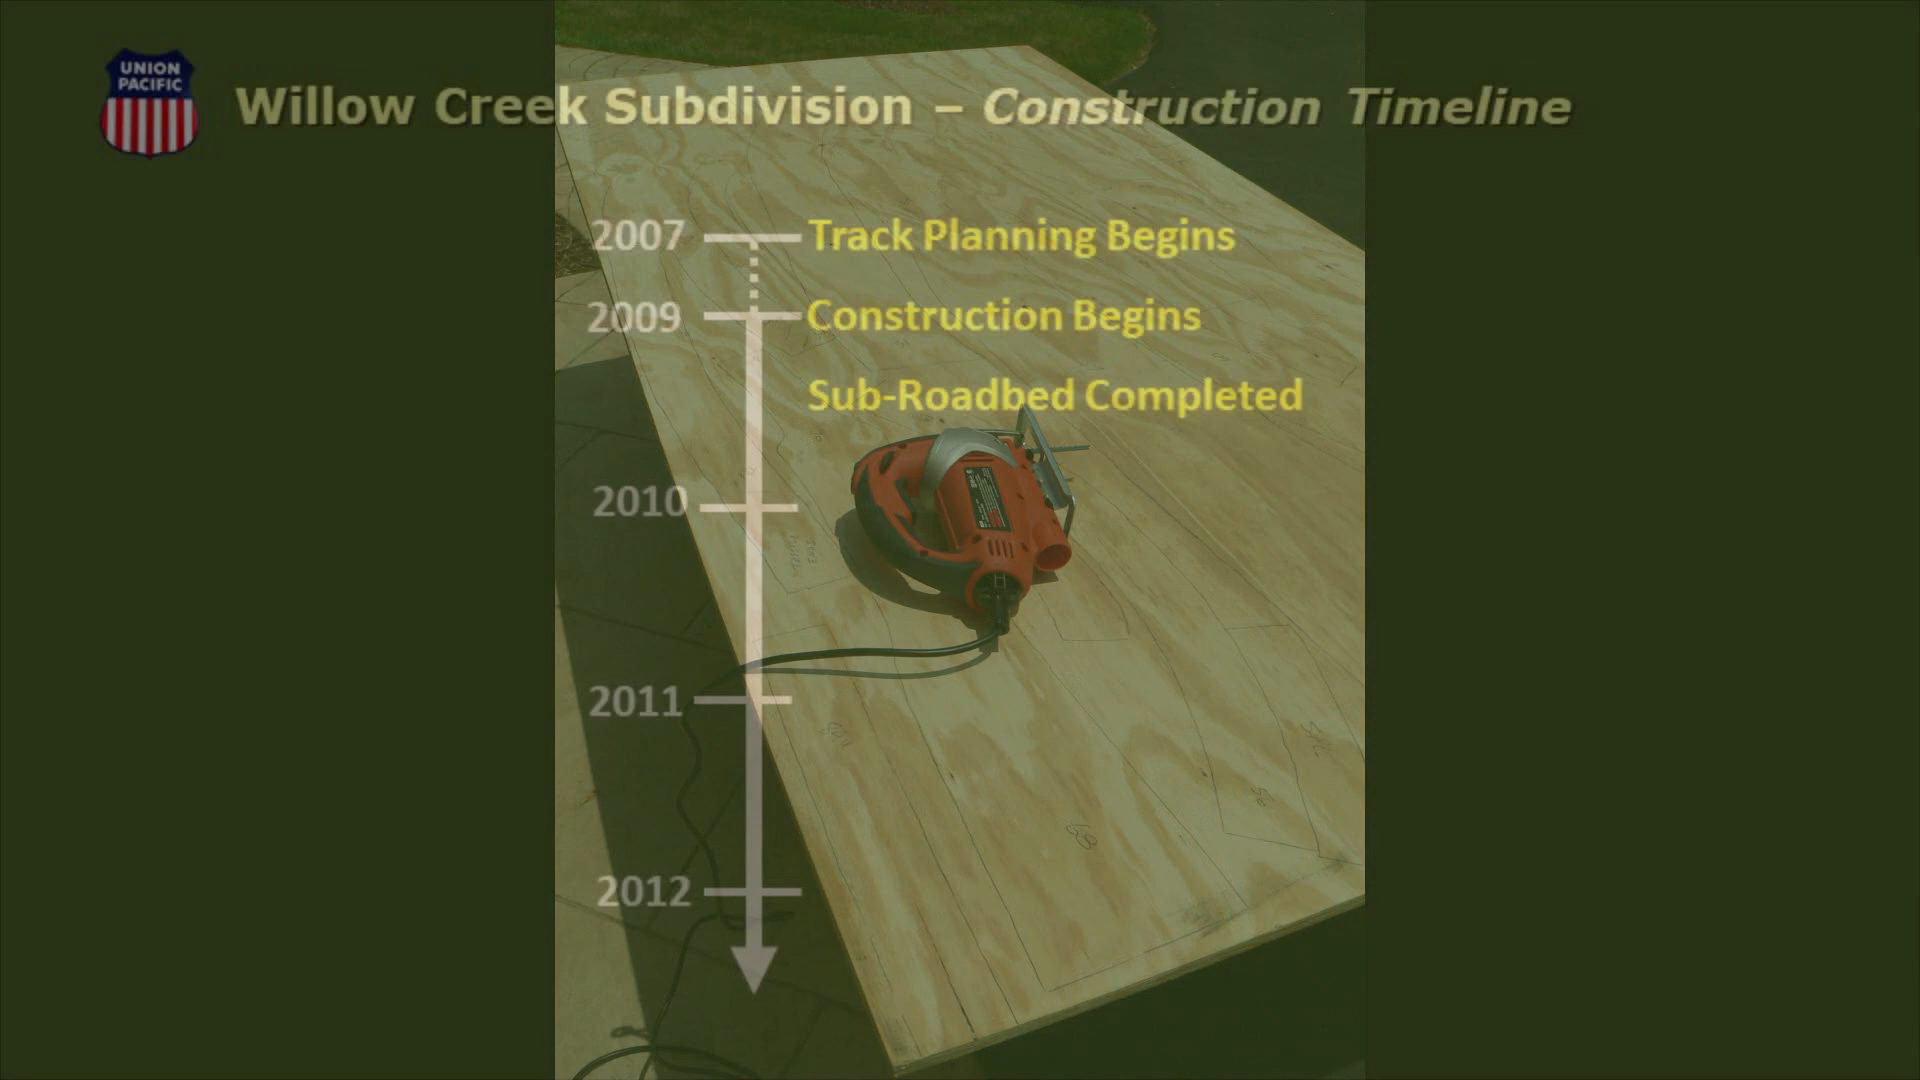 UNION
PACIFIC
Willow Creek Subdivision – Construction Timeline
2007 Track Planning Begins
2009 Construction Begins
Sub-Roadbed Completed
2010
2011
2012